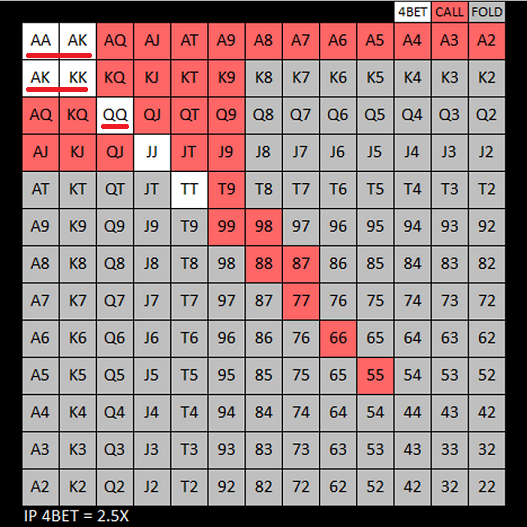 4BET CALL FOLD
AA AK AQ AJ AT A9 A8 A7 A6 A5 A4 A3 A2
AK KK KQ KJ KT K9 K8 K7 K6 K5 K4 K3 K2
AQ KQ QQ QJ QT Q9 Q8 Q7 Q6 Q5 Q4 Q3 Q2
AJ KJ QJ JJ JT J9 J8 J7 J6 J5 J4 J3 J2
AT KT QT JT TT T9 T8 T7 T6 T5 T4 T3 T2
A9 K9 Q9 J9 T9 99 98 97 96 95 94 93 92
A8 K8 Q8 J8 T8 98 88 87 86 85 84 83 82
A7 K7 Q7 J7 T7 97 87 77 76 75 74 73 72
A6 K6 Q6 J6 T6 96 86 76 66 65 64 63 62
A5 K5 Q5 J5 T5 95 85 75 65 55 54 53 52
A4 K4 Q4 J4 T4 94 84 74 64 54 44 43 42
A3 K3 Q3 J3 T3 93 83 73 63 53 43 33 32
A2 K2 Q2 J2 T2 92 82 72 62 52 42 32 22
IP 4BET = 2.5X